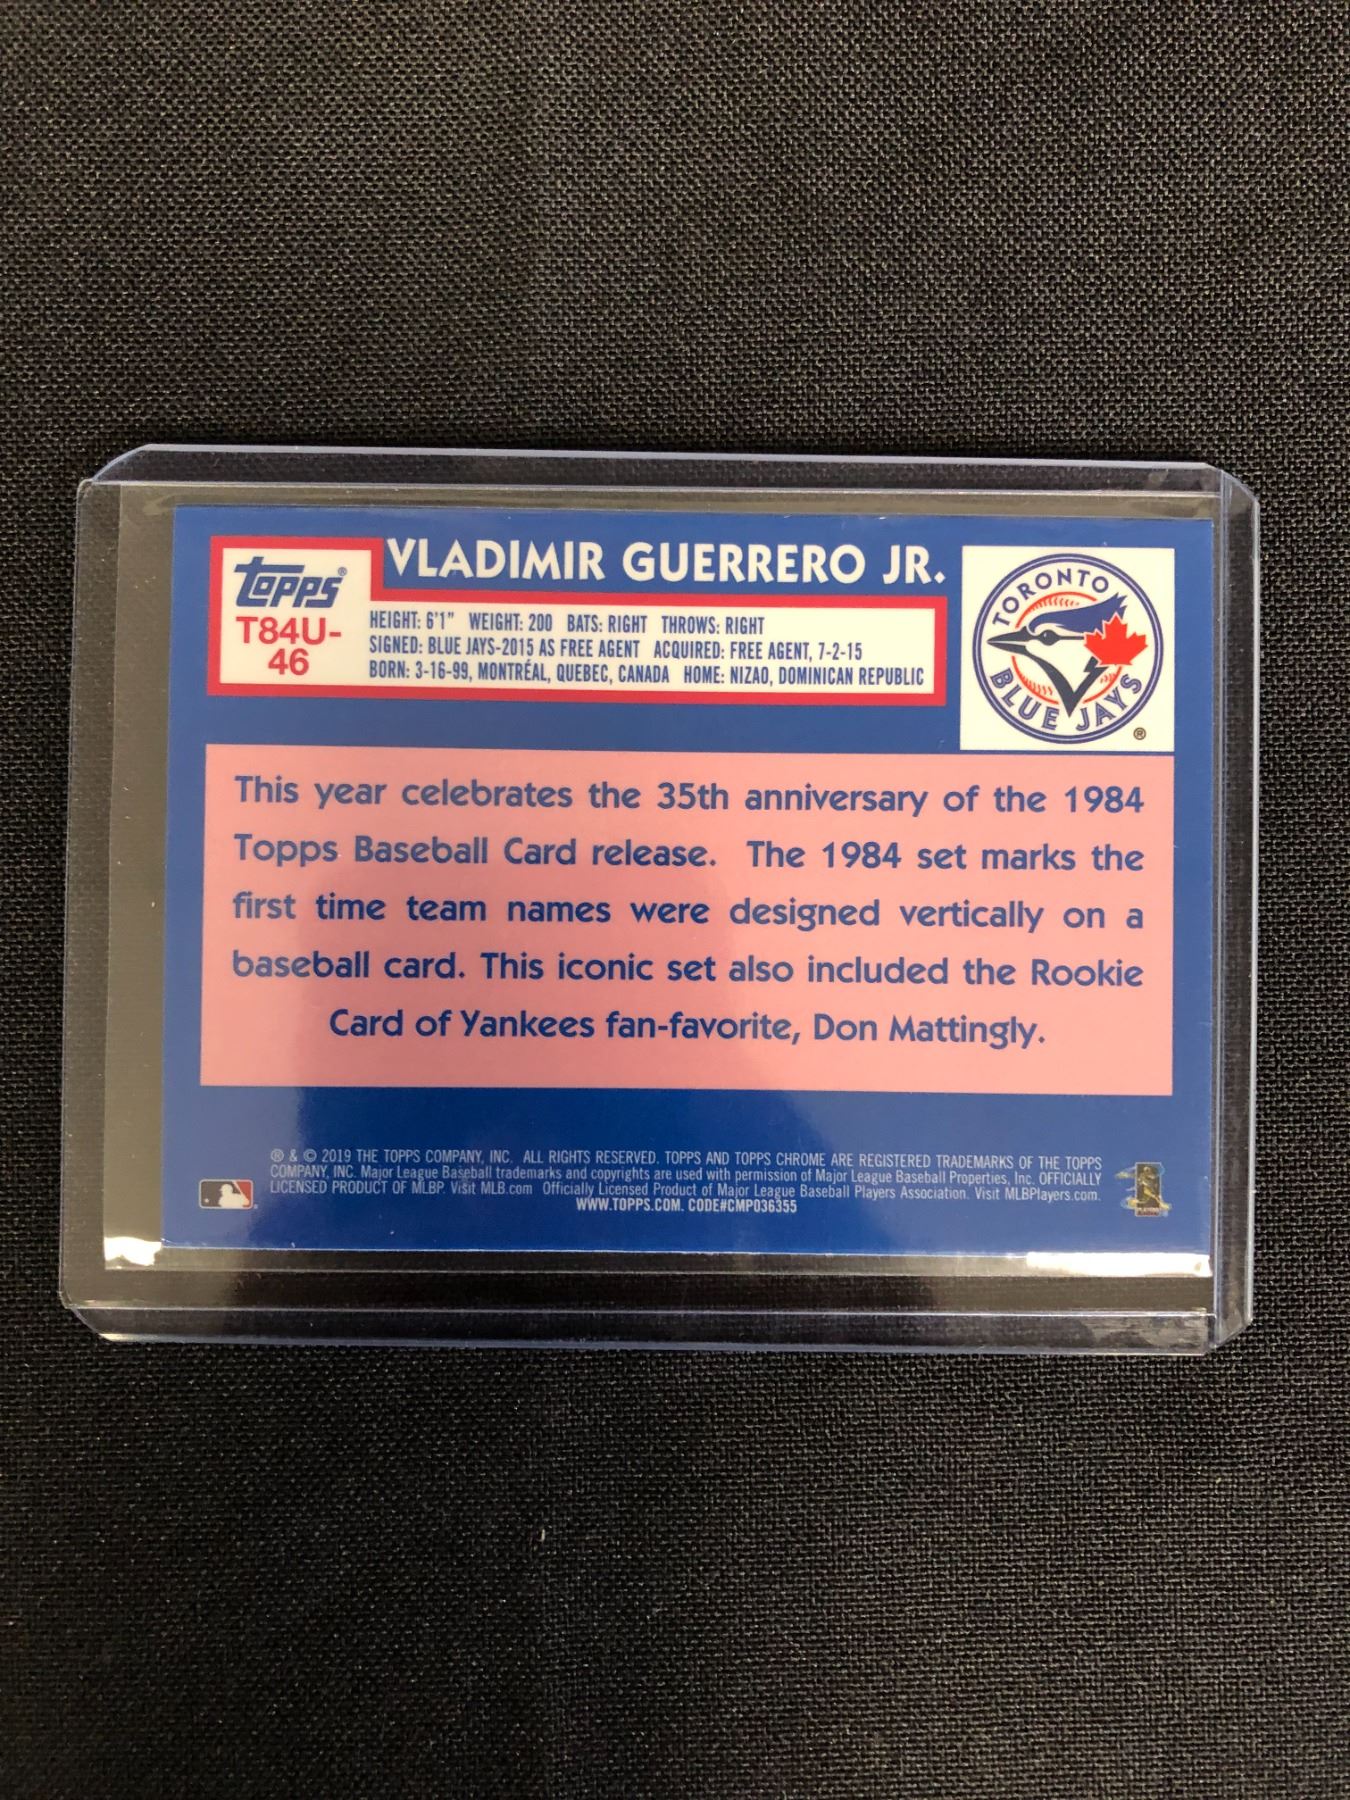 VLADIMIR GUERRERO JR.
topps®
T84U-
46
HEIGHT: 6'1" WEIGHT: 200 BATS: RIGHT THROWS: RIGHT
SIGNED: BLUE JAYS-2015 AS FREE AGENT ACQUIRED: FREE AGENT, 7-2-15
BORN: 3-16-99, MONTRÉAL, QUEBEC, CANADA HOME: NIZAO, DOMINICAN REPUBLIC
TORONTO
BLUE JAYS
®
This year celebrates the 35th anniversary of the 1984
Topps Baseball Card release. The 1984 set marks the
first time team names were designed vertically on a
baseball card. This iconic set also included the Rookie
Card of Yankees fan-favorite, Don Mattingly.
® & © 2019 THE TOPPS COMPANY, INC. ALL RIGHTS RESERVED. TOPPS AND TOPPS CHROME ARE REGISTERED TRADEMARKS OF THE TOPPS
COMPANY, INC. Major League Baseball trademarks and copyrights are used with permission of Major League Baseball Properties, Inc. OFFICIALLY
LICENSED PRODUCT OF MLBP. Visit MLB.com Officially Licensed Product of Major League Baseball Players Association. Visit MLBPlayers.com.
WWW.TOPPS.COM. CODE#CMP036355